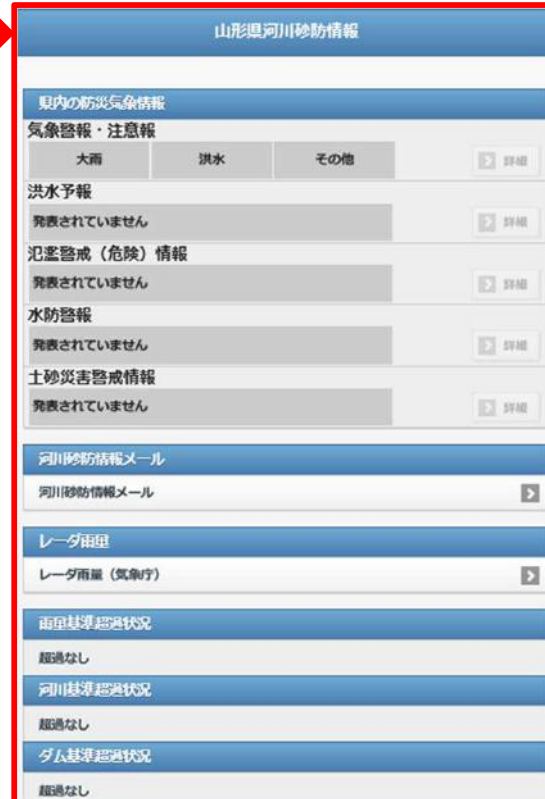 山形県河川砂防情報
県内の防災気象情報
気象警報・注意報
大雨 洪水 その他 詳細
洪水予報
発表されていません 詳細
氾濫警戒（危険）情報
発表されていません 詳細
水防警報
発表されていません 詳細
土砂災害警戒情報
発表されていません 詳細
河川砂防情報メール
河川砂防情報メール
レーダ雨量
レーダ雨量（気象庁）
雨量基準超過状況
超過なし
河川基準超過状況
超過なし
ダム基準超過状況
超過なし